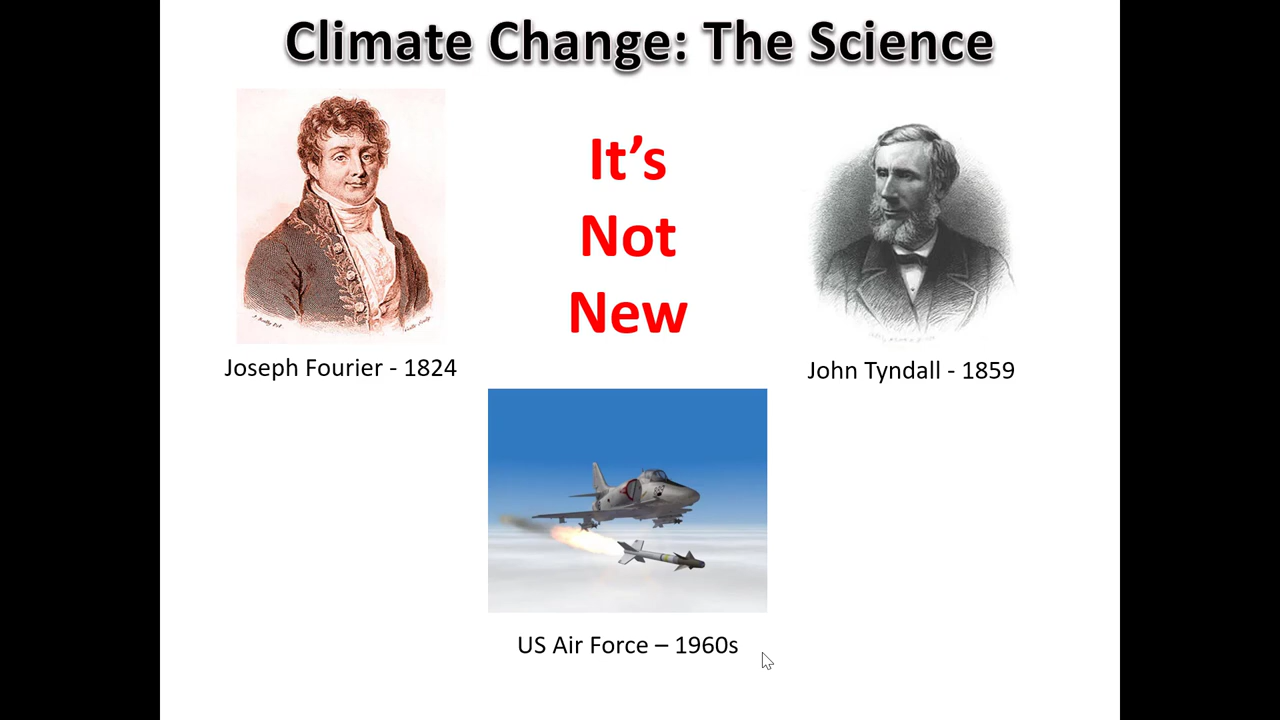 Climate Change: The Science
It’s
Not
New
Joseph Fourier - 1824
John Tyndall - 1859
US Air Force – 1960s